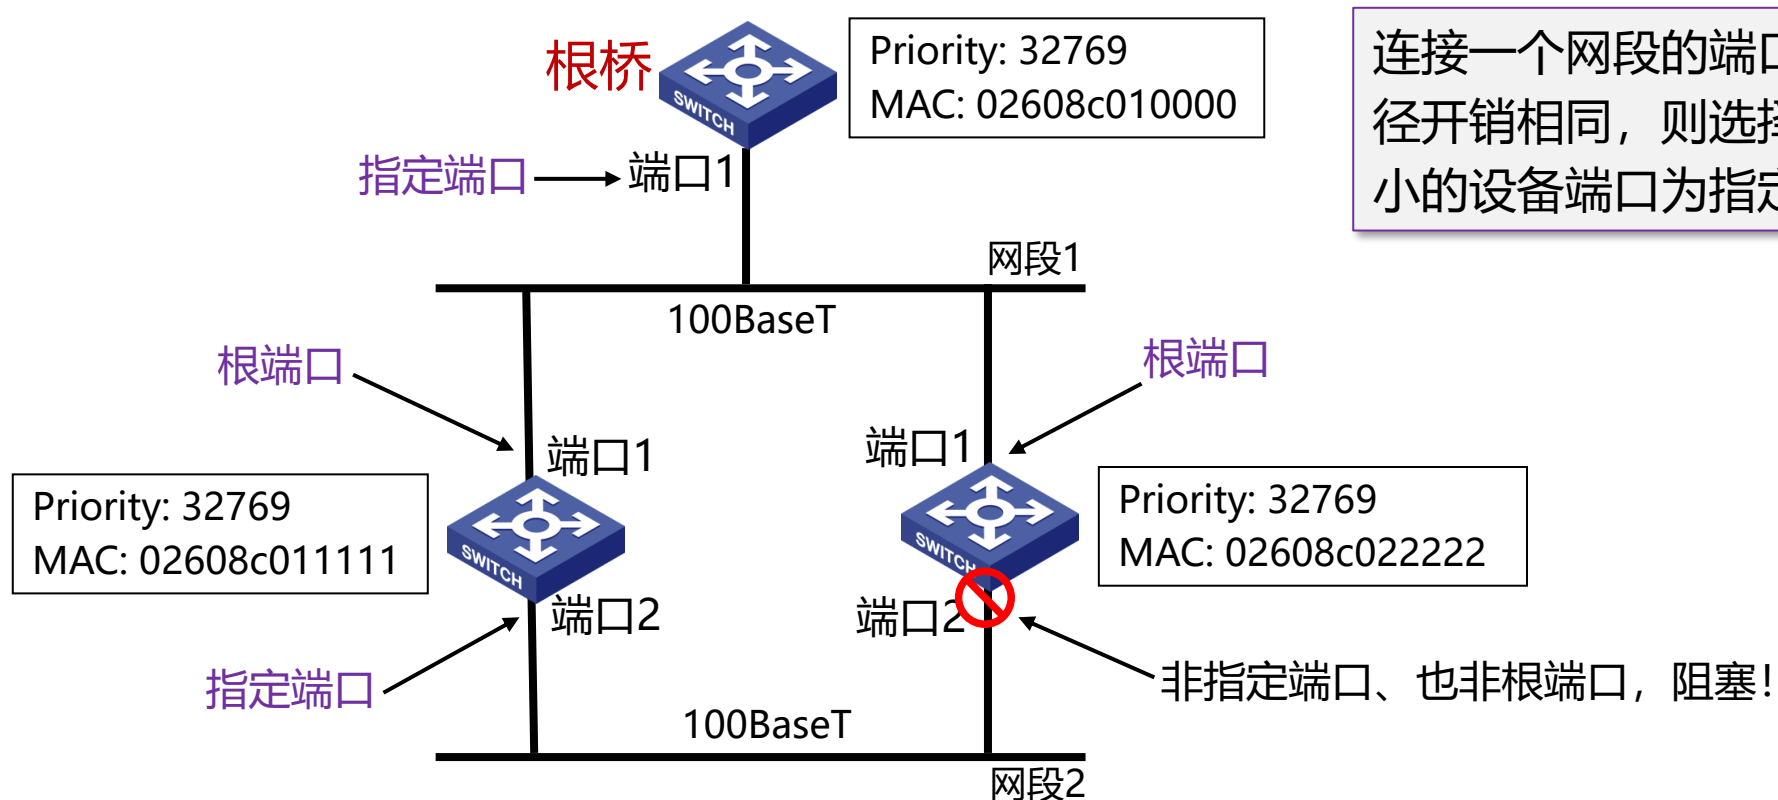 根桥
SWITCH
Priority: 32769
MAC: 02608c010000
连接一个网段的端口
径开销相同，则选择
小的设备端口为指定
指定端口
端口1
网段1
100BaseT
根端口
根端口
端口1
端口1
Priority: 32769
MAC: 02608c011111
SWITCH
SWITCH
Priority: 32769
MAC: 02608c022222
端口2
端口2
指定端口
非指定端口、也非根端口，阻塞！
100BaseT
网段2